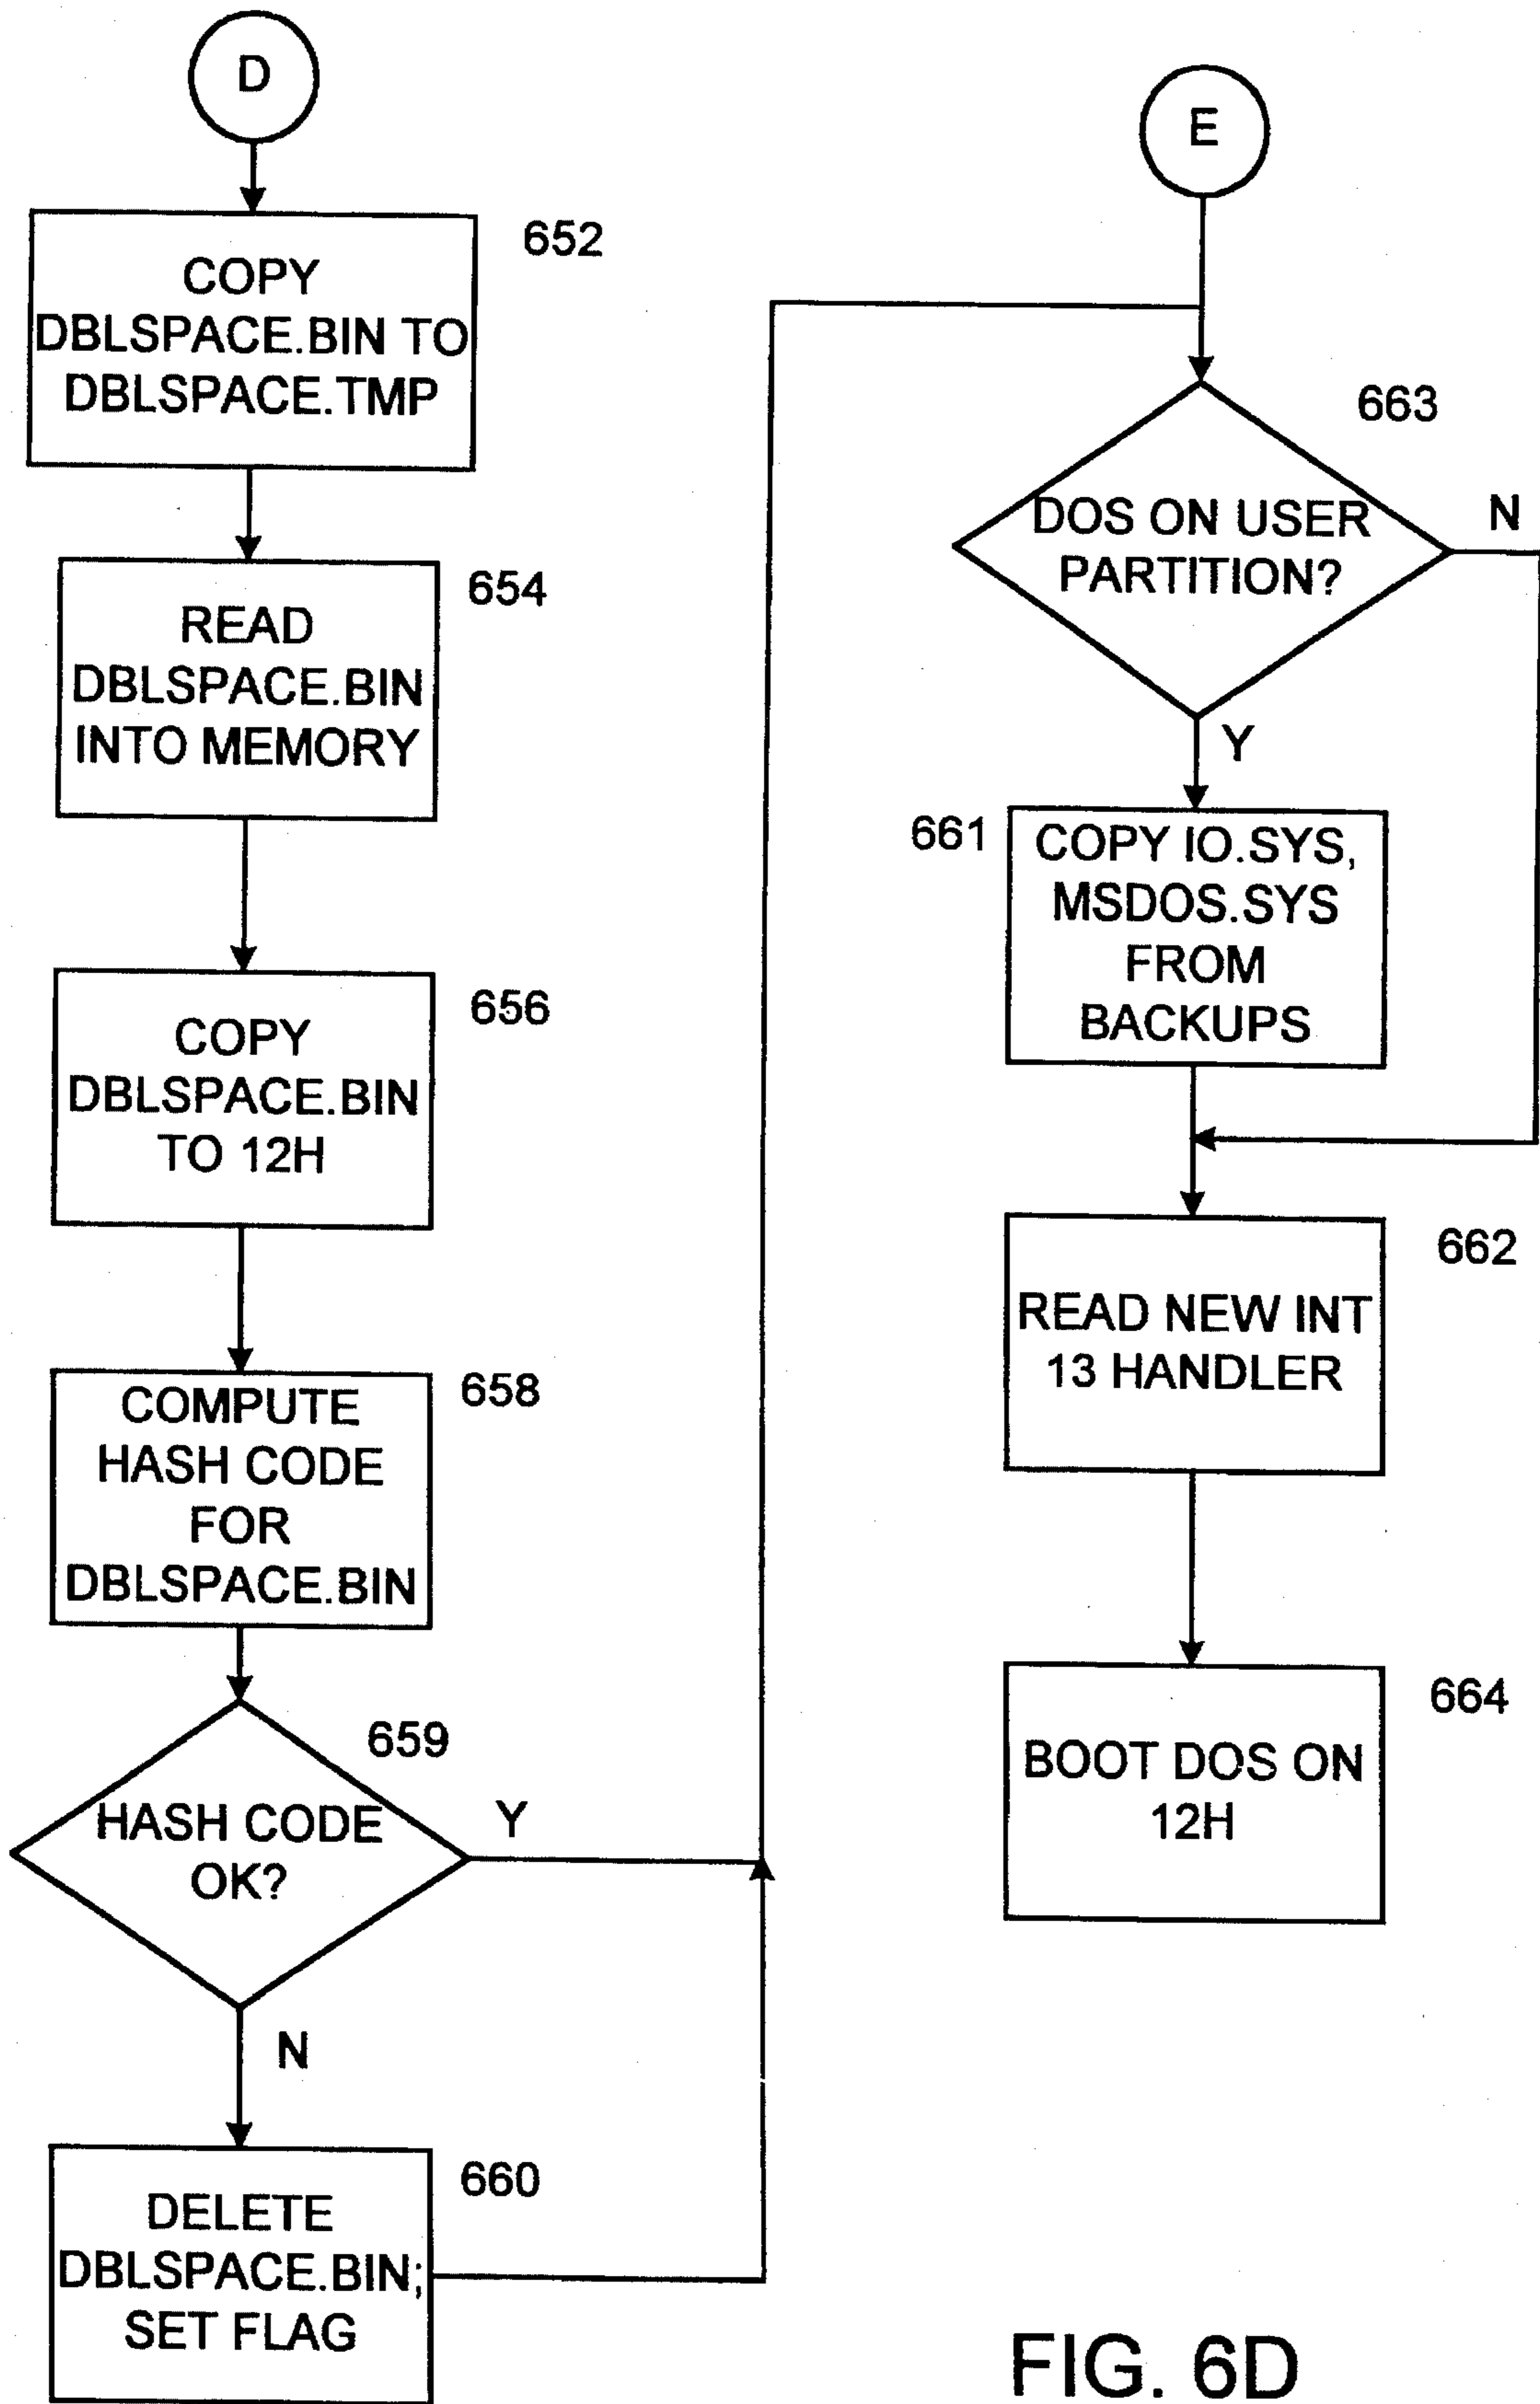 D
652
COPY
DBLSPACE.BIN TO
DBLSPACE.TMP
654
READ
DBLSPACE.BIN
INTO MEMORY
656
COPY
DBLSPACE.BIN
TO 12H
658
COMPUTE
HASH CODE
FOR
DBLSPACE.BIN
659
HASH CODE
OK?
Y
N
660
DELETE
DBLSPACE.BIN;
SET FLAG
E
663
DOS ON USER
PARTITION?
N
Y
661
COPY IO.SYS,
MSDOS.SYS
FROM
BACKUPS
662
READ NEW INT
13 HANDLER
664
BOOT DOS ON
12H
FIG. 6D